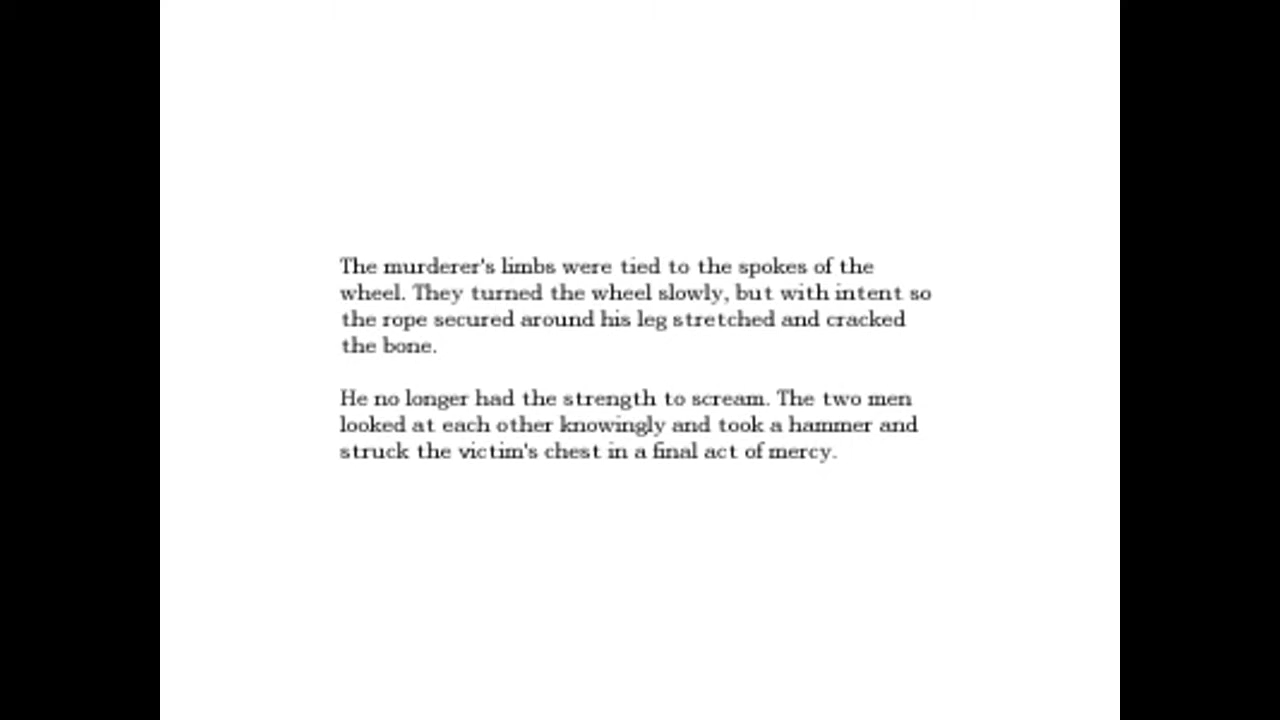 The murderer's limbs were tied to the spokes of the
wheel. They turned the wheel slowly, but with intent so
the rope secured around his leg stretched and cracked
the bone.
He no longer had the strength to scream. The two men
looked at each other knowingly and took a hammer and
struck the victim's chest in a final act of mercy.